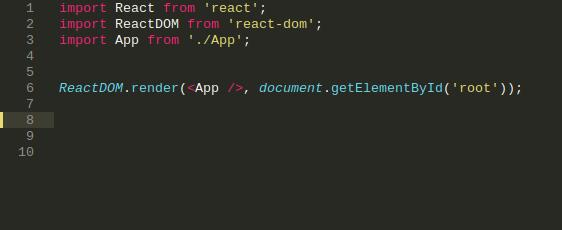 1 import React from 'react';
2 import ReactDOM from 'react-dom';
3 import App from './App';
4
5
6 ReactDOM.render(<App />, document.getElementById('root'));
7
8
9
10